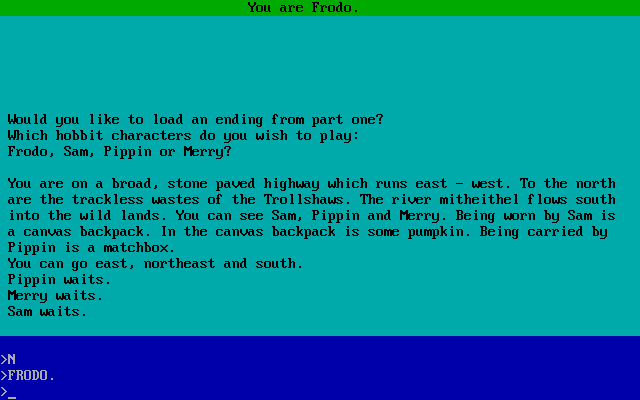 You are Frodo.
Would you like to load an ending from part one?
Which hobbit characters do you wish to play:
Frodo, Sam, Pippin or Merry?
You are on a broad, stone paved highway which runs east - west. To the north
are the trackless wastes of the Trollshaws. The river mitheithel flows south
into the wild lands. You can see Sam, Pippin and Merry. Being worn by Sam is
a canvas backpack. In the canvas backpack is some pumpkin. Being carried by
Pippin is a matchbox.
You can go east, northeast and south.
Pippin waits.
Merry waits.
Sam waits.
>N
>FRODO.
>_